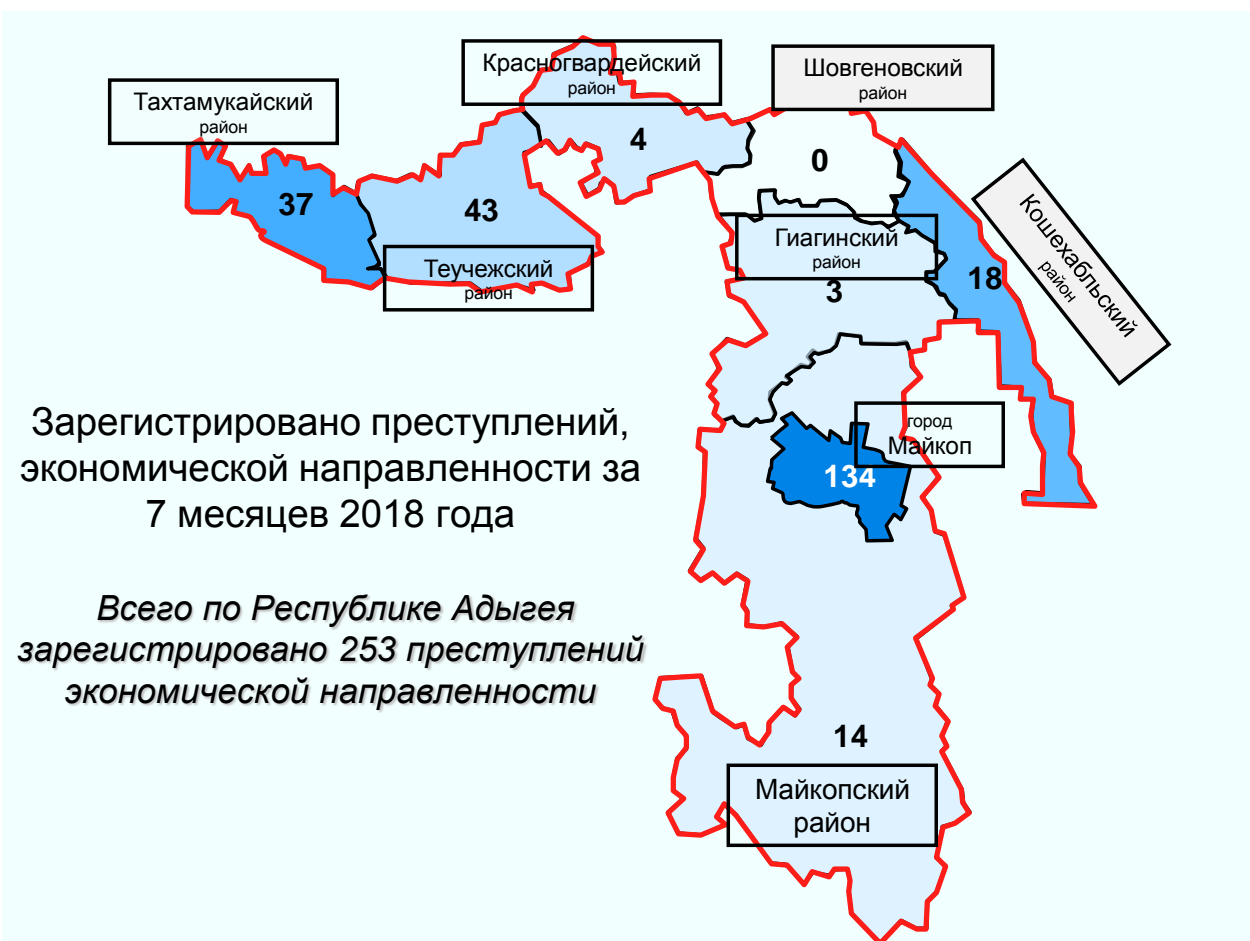 Красногвардейский
район
Шовгеновский
район
Тахтамукайский
район
4
0
37
43
Кошехабльский
район
Гиагинский
район
Теучежский
район
18
3
Зарегистрировано преступлений,
экономической направленности за
7 месяцев 2018 года
город
Майкоп
134
Всего по Республике Адыгея
зарегистрировано 253 преступлений
экономической направленности
14
Майкопский
район